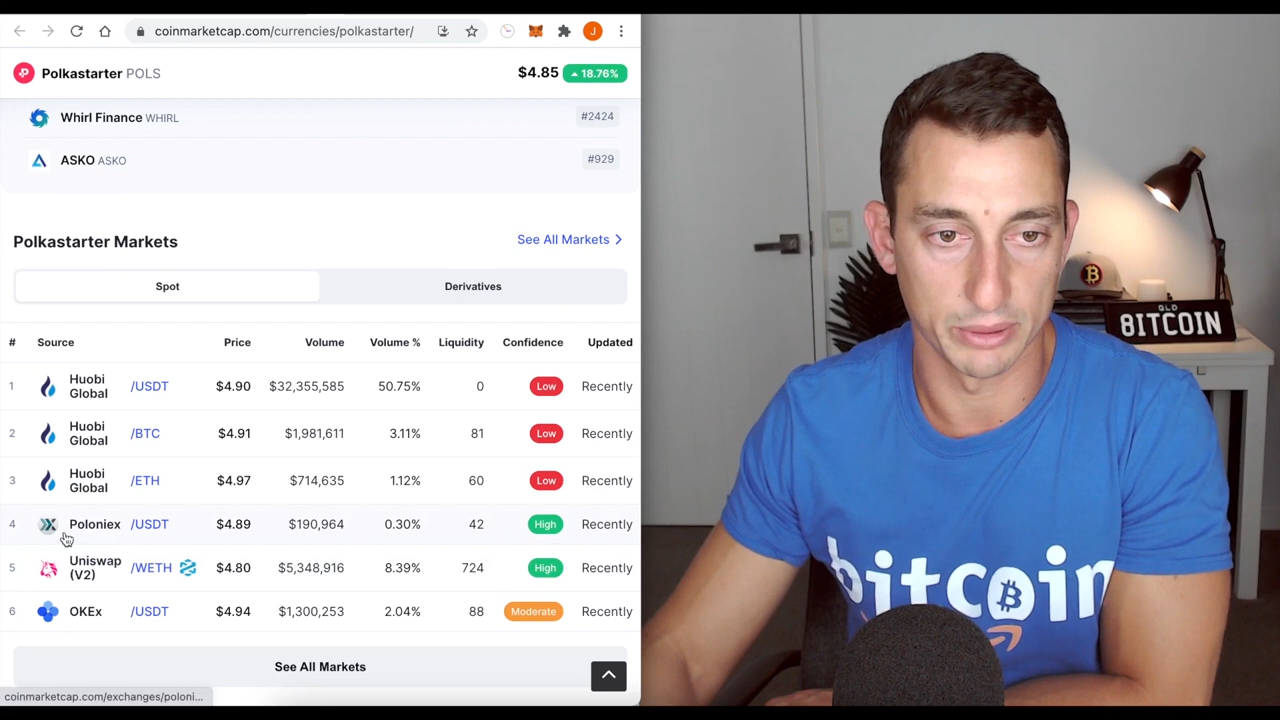 coinmarketcap.com/currencies/polkastarter/
J
Polkastarter POLS
$4.85 18.76%
Whirl Finance WHIRL #2424
ASKO ASKO #929
Polkastarter Markets See All Markets
Spot Derivatives
# Source Price Volume Volume % Liquidity Confidence Updated
1 Huobi Global /USDT $4.90 $32,355,585 50.75% 0 Low Recently
2 Huobi Global /BTC $4.91 $1,981,611 3.11% 81 Low Recently
3 Huobi Global /ETH $4.97 $714,635 1.12% 60 Low Recently
4 Poloniex /USDT $4.89 $190,964 0.30% 42 High Recently
5 Uniswap (V2) /WETH $4.80 $5,348,916 8.39% 724 High Recently
6 OKEx /USDT $4.94 $1,300,253 2.04% 88 Moderate Recently
See All Markets
coinmarketcap.com/exchanges/poloni...
QLD
8ITCOIN
bitcoin